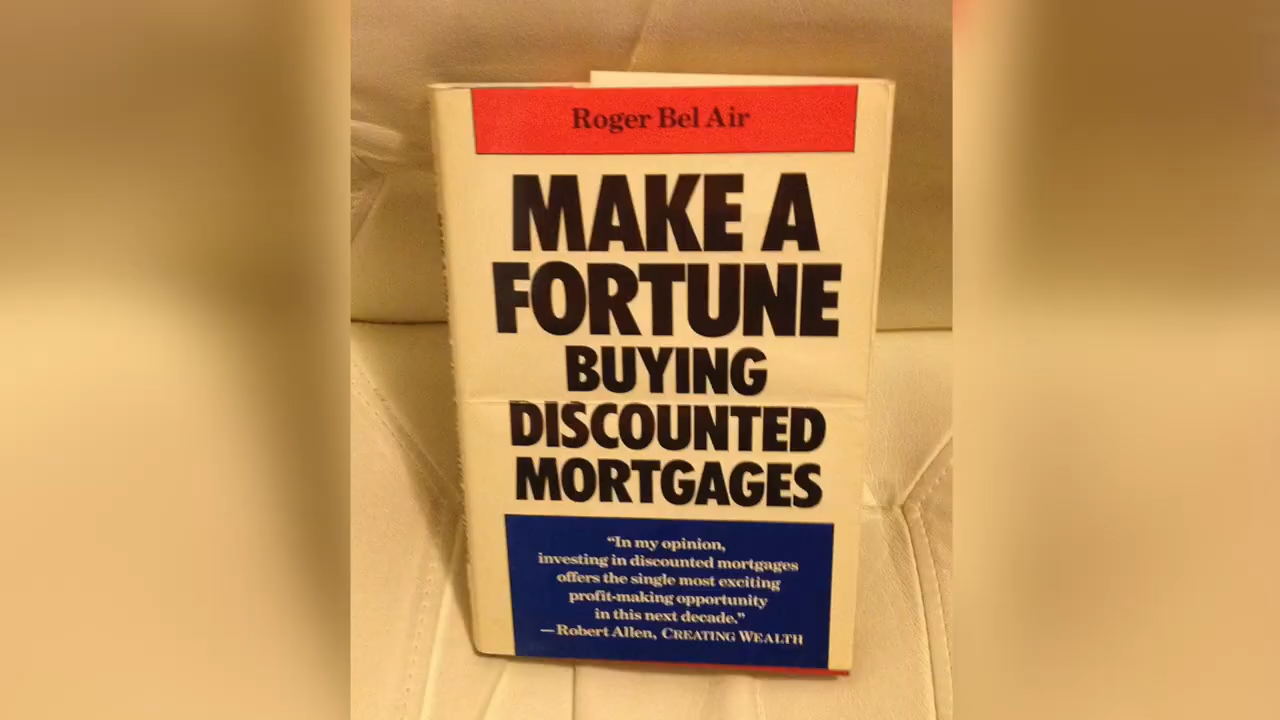 Roger Bel Air
MAKE A
FORTUNE
BUYING
DISCOUNTED
MORTGAGES
“In my opinion,
investing in discounted mortgages
offers the single most exciting
profit-making opportunity
in this next decade.”
—Robert Allen, CREATING WEALTH